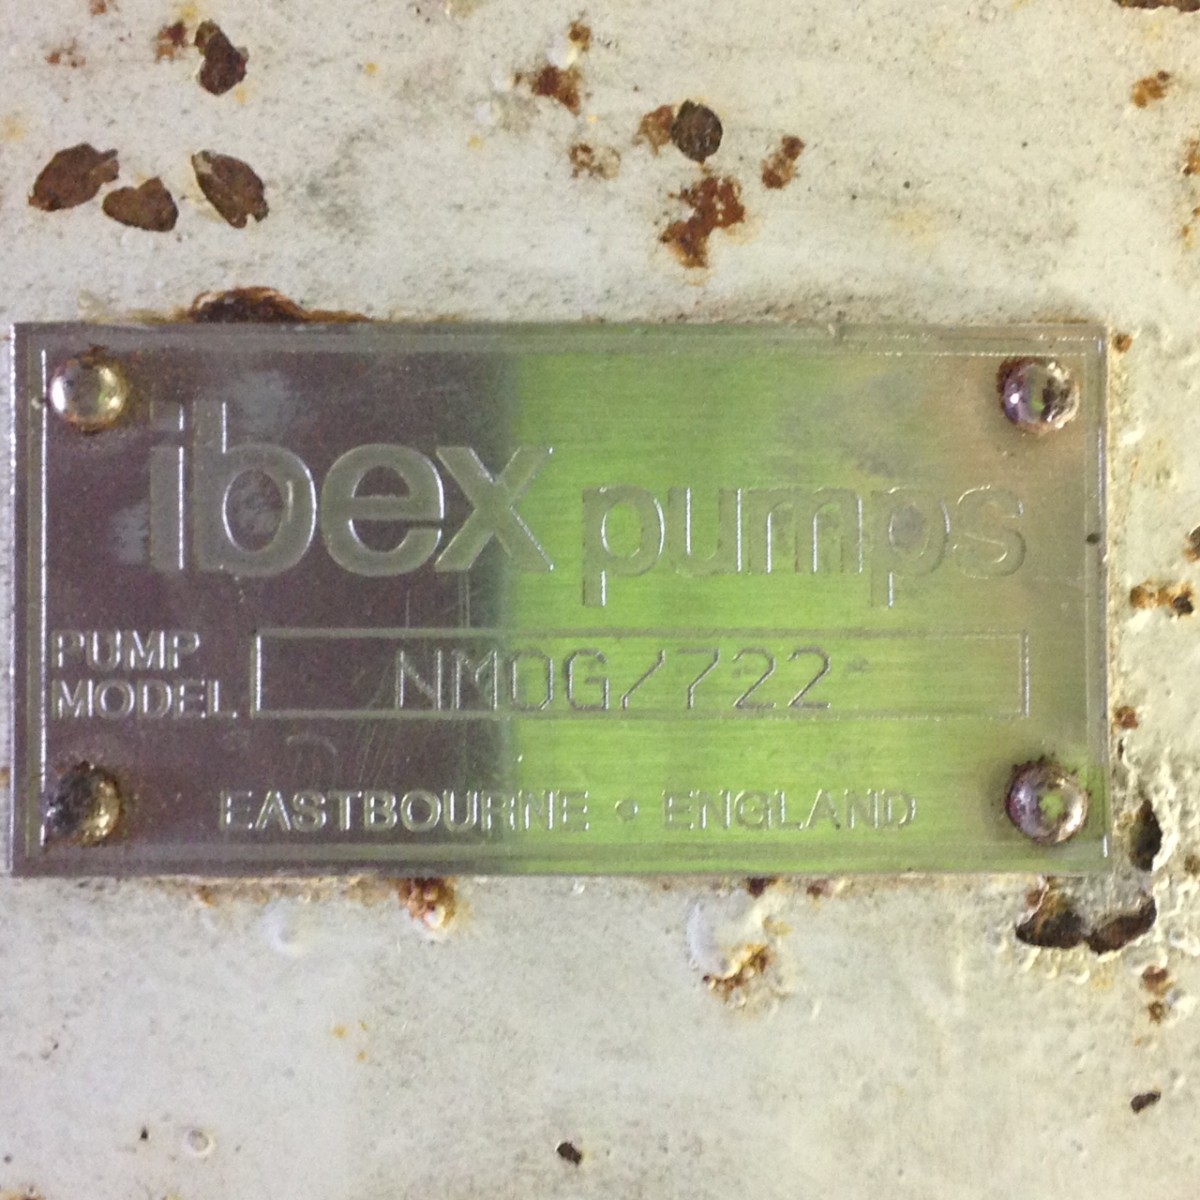 ibex pumps
PUMP
MODEL NMOG/722
EASTBOURNE • ENGLAND